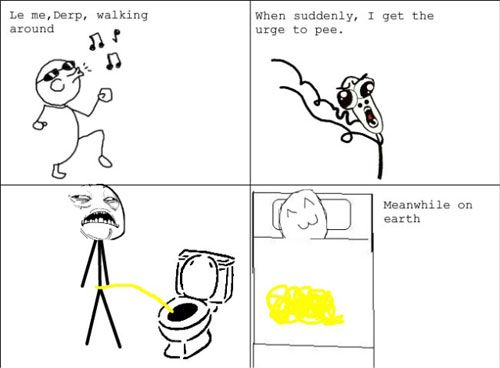 Le me,Derp, walking
around
When suddenly, I get the
urge to pee.
Meanwhile on
earth